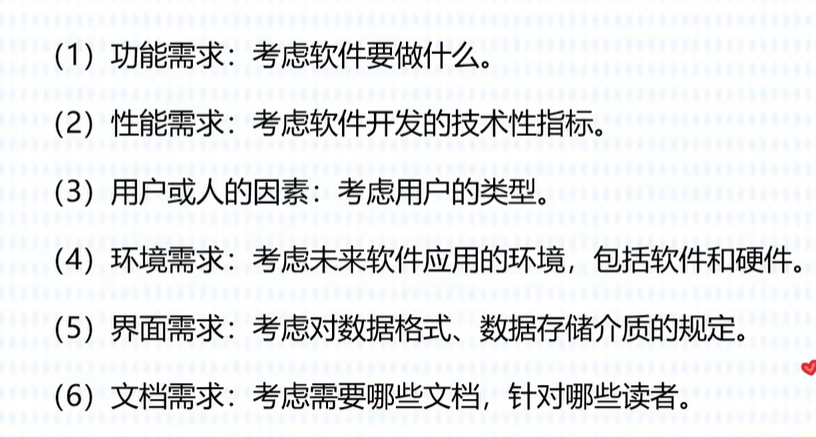 （1）功能需求：考虑软件要做什么。
（2）性能需求：考虑软件开发的技术性指标。
（3）用户或人的因素：考虑用户的类型。
（4）环境需求：考虑未来软件应用的环境，包括软件和硬件。
（5）界面需求：考虑对数据格式、数据存储介质的规定。
（6）文档需求：考虑需要哪些文档，针对哪些读者。